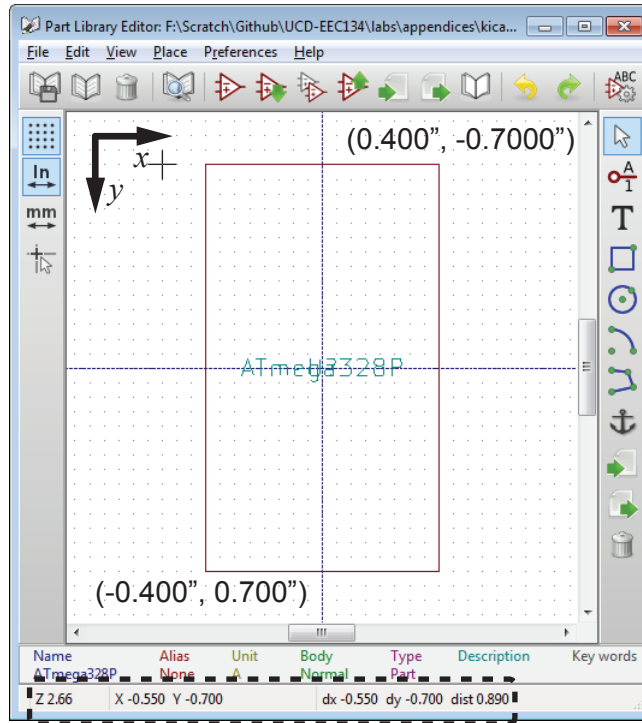 Part Library Editor: F:\Scratch\Github\UCD-EEC134\labs\appendices\kica...
File Edit View Place Preferences Help
ABC
(0.400”, -0.7000”)
x
y
In
mm
A
1
T
ATmega328P
(-0.400”, 0.700”)
Name Alias Unit Body Type Description Key words
ATmega328P None A Normal Part
Z 2.66 X -0.550 Y -0.700 dx -0.550 dy -0.700 dist 0.890